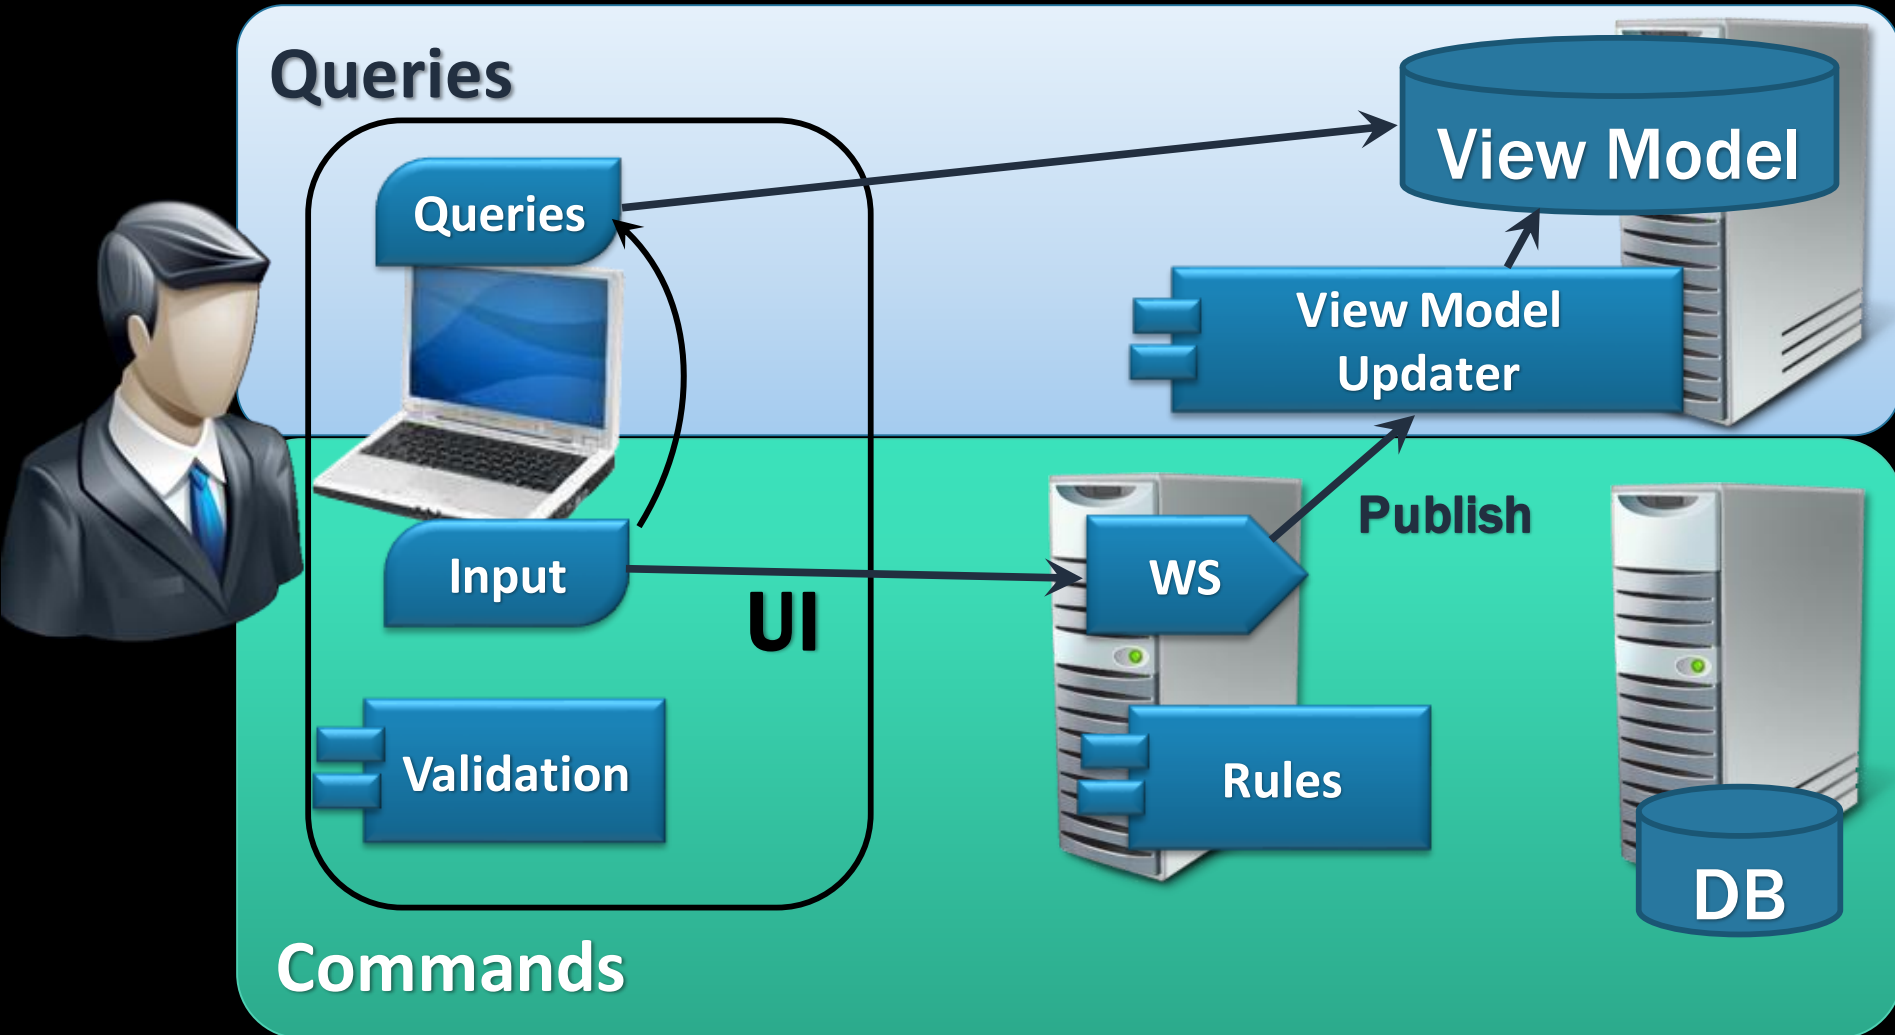 Queries
View Model
Queries
View Model
Updater
Publish
Input
WS
UI
Validation
Rules
DB
Commands